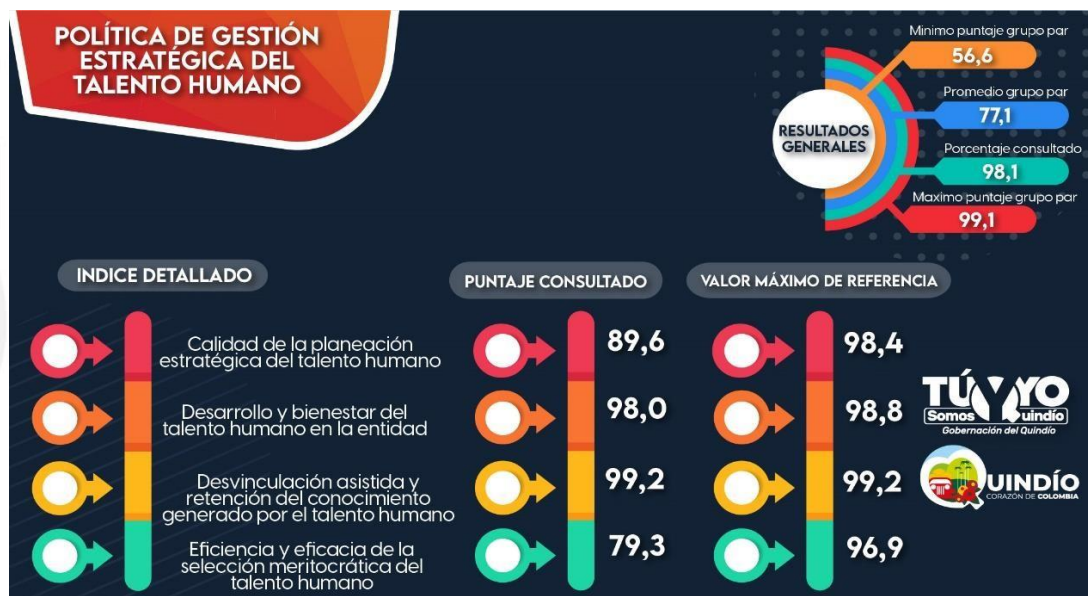 POLÍTICA DE GESTIÓN
ESTRATÉGICA DEL
TALENTO HUMANO
RESULTADOS
GENERALES
Minimo puntaje grupo par
56,6
Promedio grupo par
77,1
Porcentaje consultado
98,1
Maximo puntaje grupo par
99,1
INDICE DETALLADO
PUNTAJE CONSULTADO
VALOR MÁXIMO DE REFERENCIA
Calidad de la planeación
estratégica del talento humano
89,6
98,4
Desarrollo y bienestar del
talento humano en la entidad
98,0
98,8
Desvinculación asistida y
retención del conocimiento
generado por el talento humano
99,2
99,2
Eficiencia y eficacia de la
selección meritocrática del
talento humano
79,3
96,9
TÚ Y YO
Somos Quindío
Gobernación del Quindío
QUINDÍO
CORAZÓN DE COLOMBIA